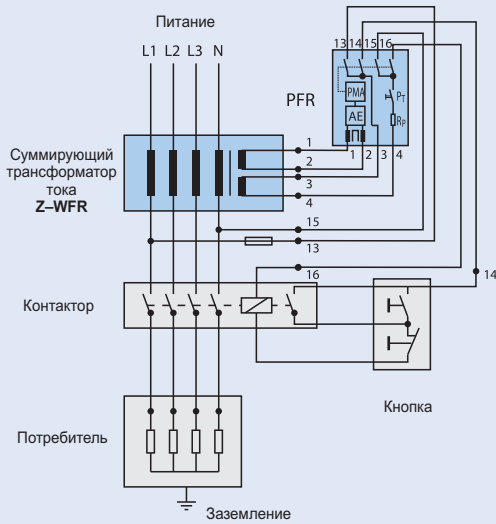 Питание
L1 L2 L3 N
13 14 15 16
PFR
PMA
AE
PT
RP
1 2 3 4
Суммирующий
трансформатор
тока
Z–WFR
1
2
3
4
15
13
16
14
Контактор
Кнопка
Потребитель
Заземление